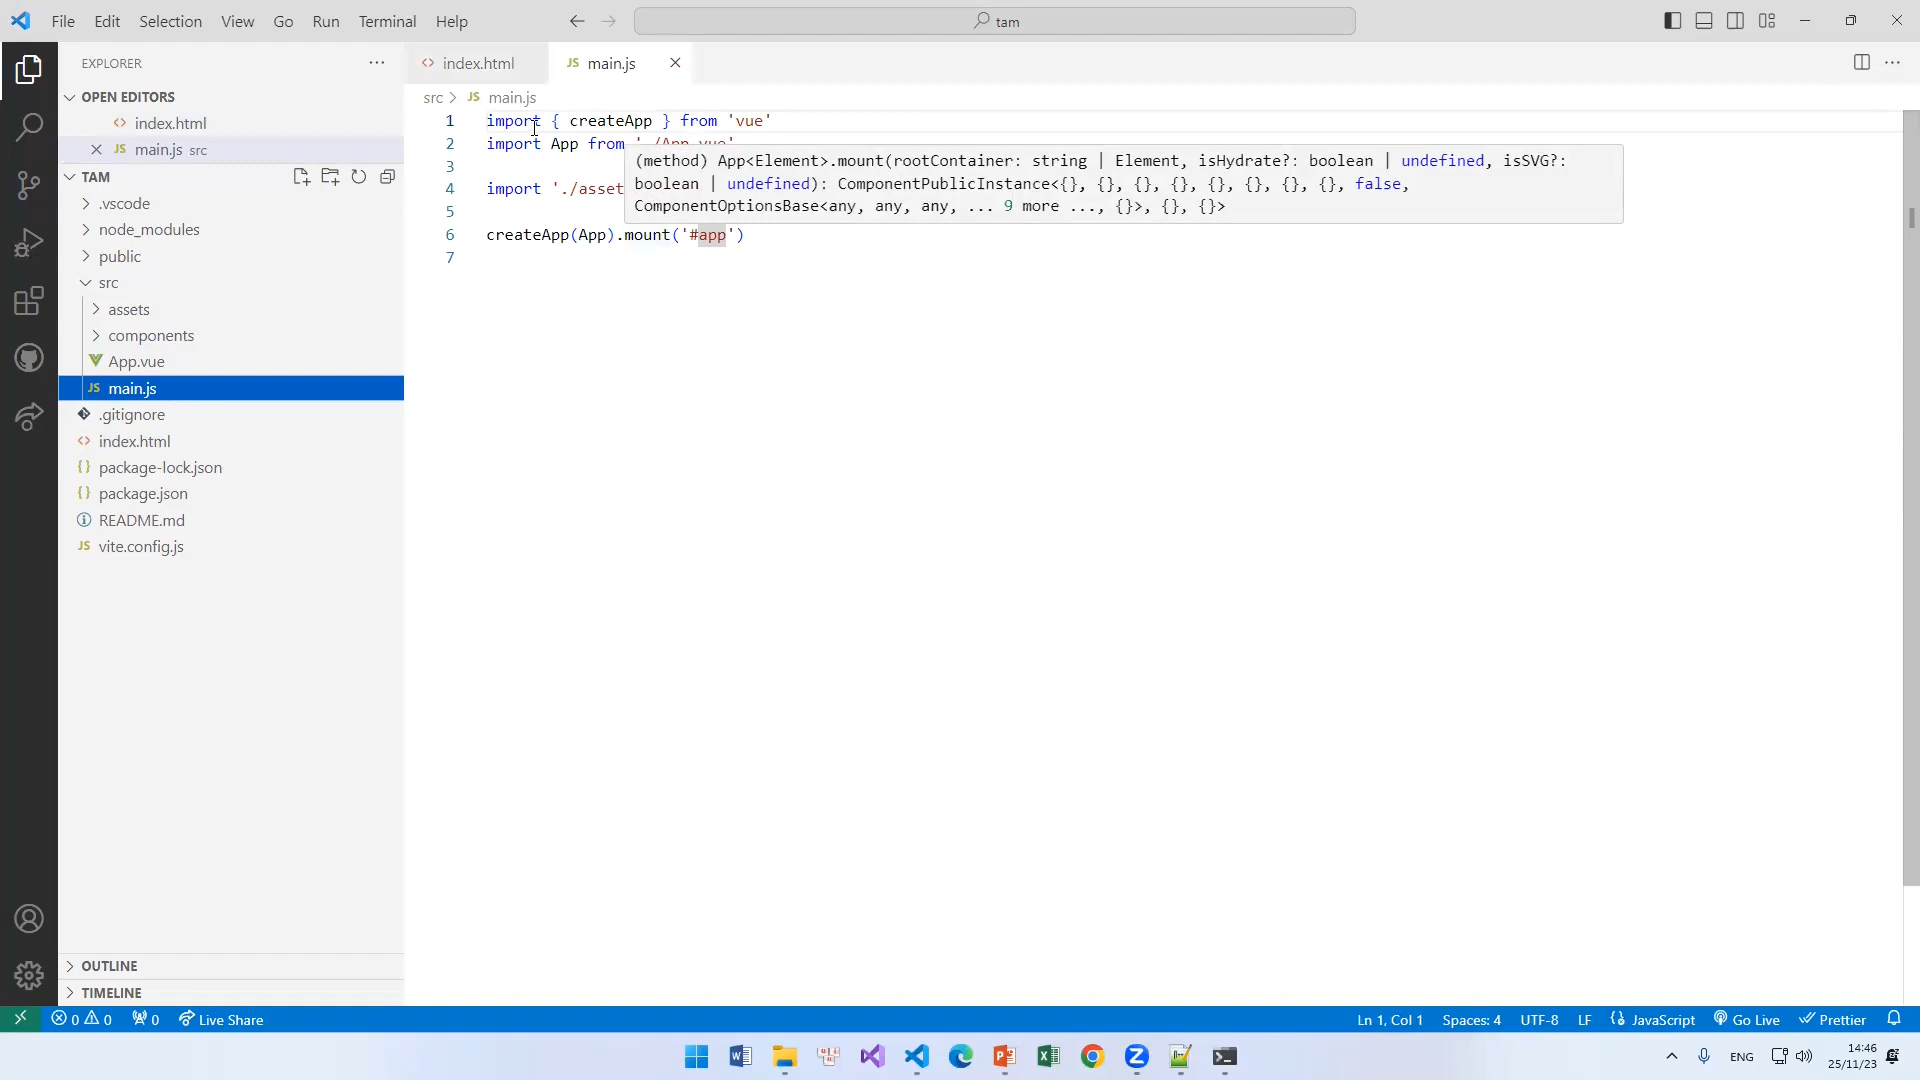 File Edit Selection View Go Run Terminal Help
tam
EXPLORER
OPEN EDITORS
index.html
main.js src
TAM
.vscode
node_modules
public
src
assets
components
App.vue
JS main.js
.gitignore
index.html
package-lock.json
package.json
README.md
JS vite.config.js
OUTLINE
TIMELINE
index.html
JS main.js
src > JS main.js
1 import { createApp } from 'vue'
2 import App from './App.vue'
3
4 import './asset
5
6 createApp(App).mount('#app')
7
(method) App<Element>.mount(rootContainer: string | Element, isHydrate?: boolean | undefined, isSVG?:
boolean | undefined): ComponentPublicInstance<{}, {}, {}, {}, {}, {}, {}, {}, false,
ComponentOptionsBase<any, any, any, ... 9 more ..., {}>, {}, {}>
0 0 0 Live Share
Ln 1, Col 1 Spaces: 4 UTF-8 LF JavaScript Go Live Prettier
ENG
14:46
25/11/23